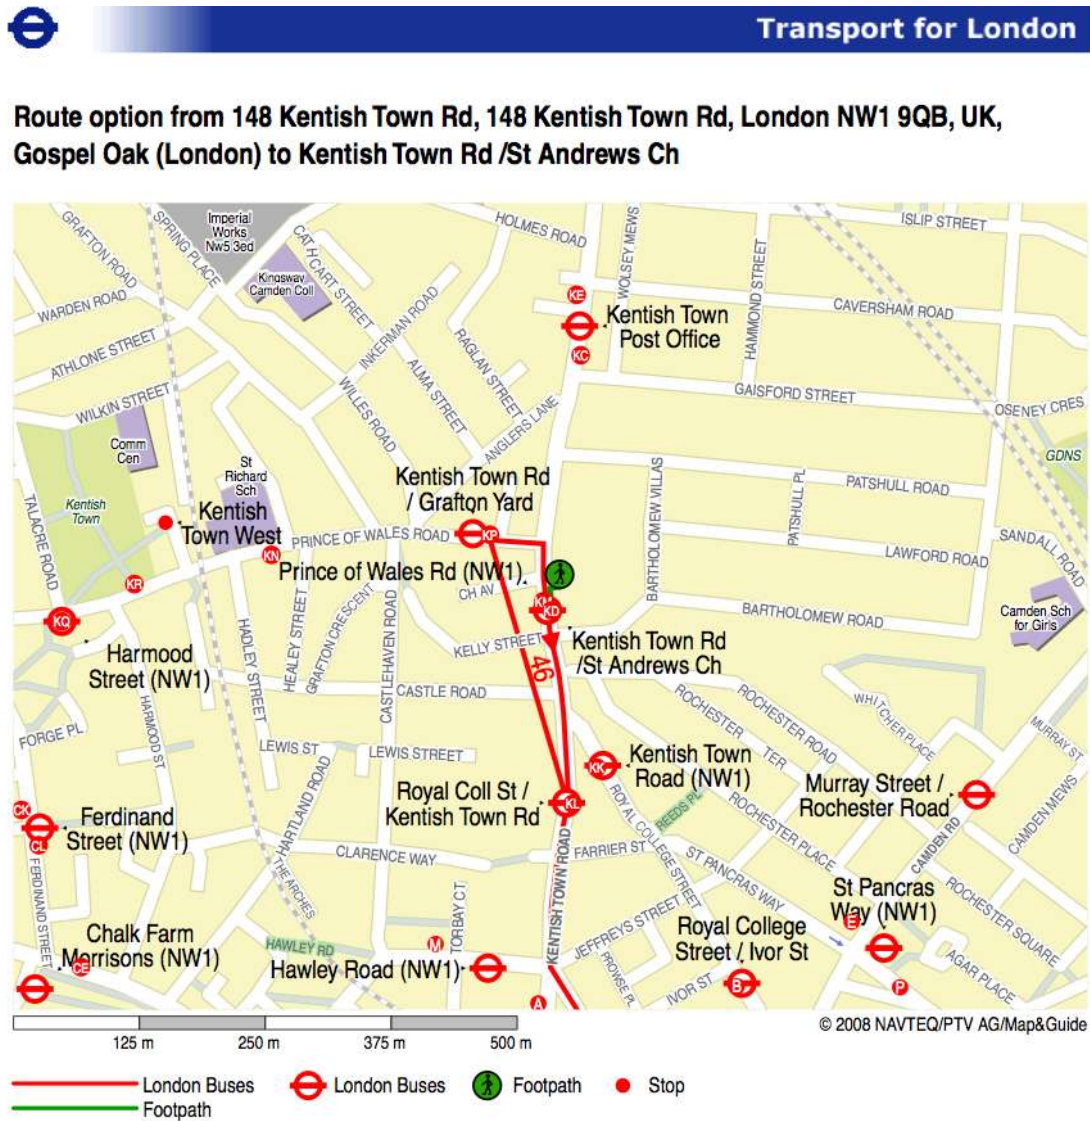 Transport for London
Route option from 148 Kentish Town Rd, 148 Kentish Town Rd, London NW1 9QB, UK,
Gospel Oak (London) to Kentish Town Rd /St Andrews Ch
GRAFTON ROAD
SPRING PLACE
Imperial
Works
Nw5 3ed
CATHCART STREET
HOLMES ROAD
WOLSEY MEWS
HAMMOND STREET
ISLIP STREET
Kingsway
Camden Coll
WARDEN ROAD
INKERMAN ROAD
KE
Kentish Town
Post Office
CAVERSHAM ROAD
ATHLONE STREET
RAGLAN STREET
ALMA STREET
KC
WILKIN STREET
WILLES ROAD
GAISFORD STREET
OSENEY CRES
ANGLERS LANE
Comm
Cen
St
Richard
Sch
GDNS
Kentish Town Rd
/ Grafton Yard
BARTHOLOMEW VILLAS
PATSHULL PL
PATSHULL ROAD
TALACRE ROAD
Kentish
Town
Kentish
Town West
PRINCE OF WALES ROAD
KP
KN
LAWFORD ROAD
SANDALL ROAD
Prince of Wales Rd (NW1)
KR
CH AV
KM
KD
BARTHOLOMEW ROAD
Camden Sch
for Girls
KQ
HADLEY STREET
HEALEY STREET
GRAFTON CRESCENT
CASTLEHAVEN ROAD
KELLY STREET
Kentish Town Rd
/St Andrews Ch
Harmood
Street (NW1)
46
CASTLE ROAD
HARMOOD ST
FORGE PL
ROCHESTER TER
ROCHESTER ROAD
WHITCHER PLACE
MURRAY ST
LEWIS ST
LEWIS STREET
KK
Kentish Town
Road (NW1)
Royal Coll St /
Kentish Town Rd
KL
Murray Street /
Rochester Road
CK
Ferdinand
Street (NW1)
CL
HARTLAND ROAD
REEDS PL
ROCHESTER PLACE
CAMDEN RD
CAMDEN MEWS
CLARENCE WAY
FARRIER ST
ROYAL COLLEGE STREET
ST PANCRAS WAY
FERDINAND STREET
THE ARCHES
KENTISH TOWN ROAD
St Pancras
Way (NW1)
E
ROCHESTER SQUARE
Chalk Farm
Morrisons (NW1)
CE
HAWLEY RD
M
TORBAY CT
JEFFREYS STREET
Royal College
Street / Ivor St
AGAR PLACE
Hawley Road (NW1)
PROWSE PL
IVOR ST
B
P
A
© 2008 NAVTEQ/PTV AG/Map&Guide
125 m 250 m 375 m 500 m
London Buses London Buses Footpath Stop
Footpath